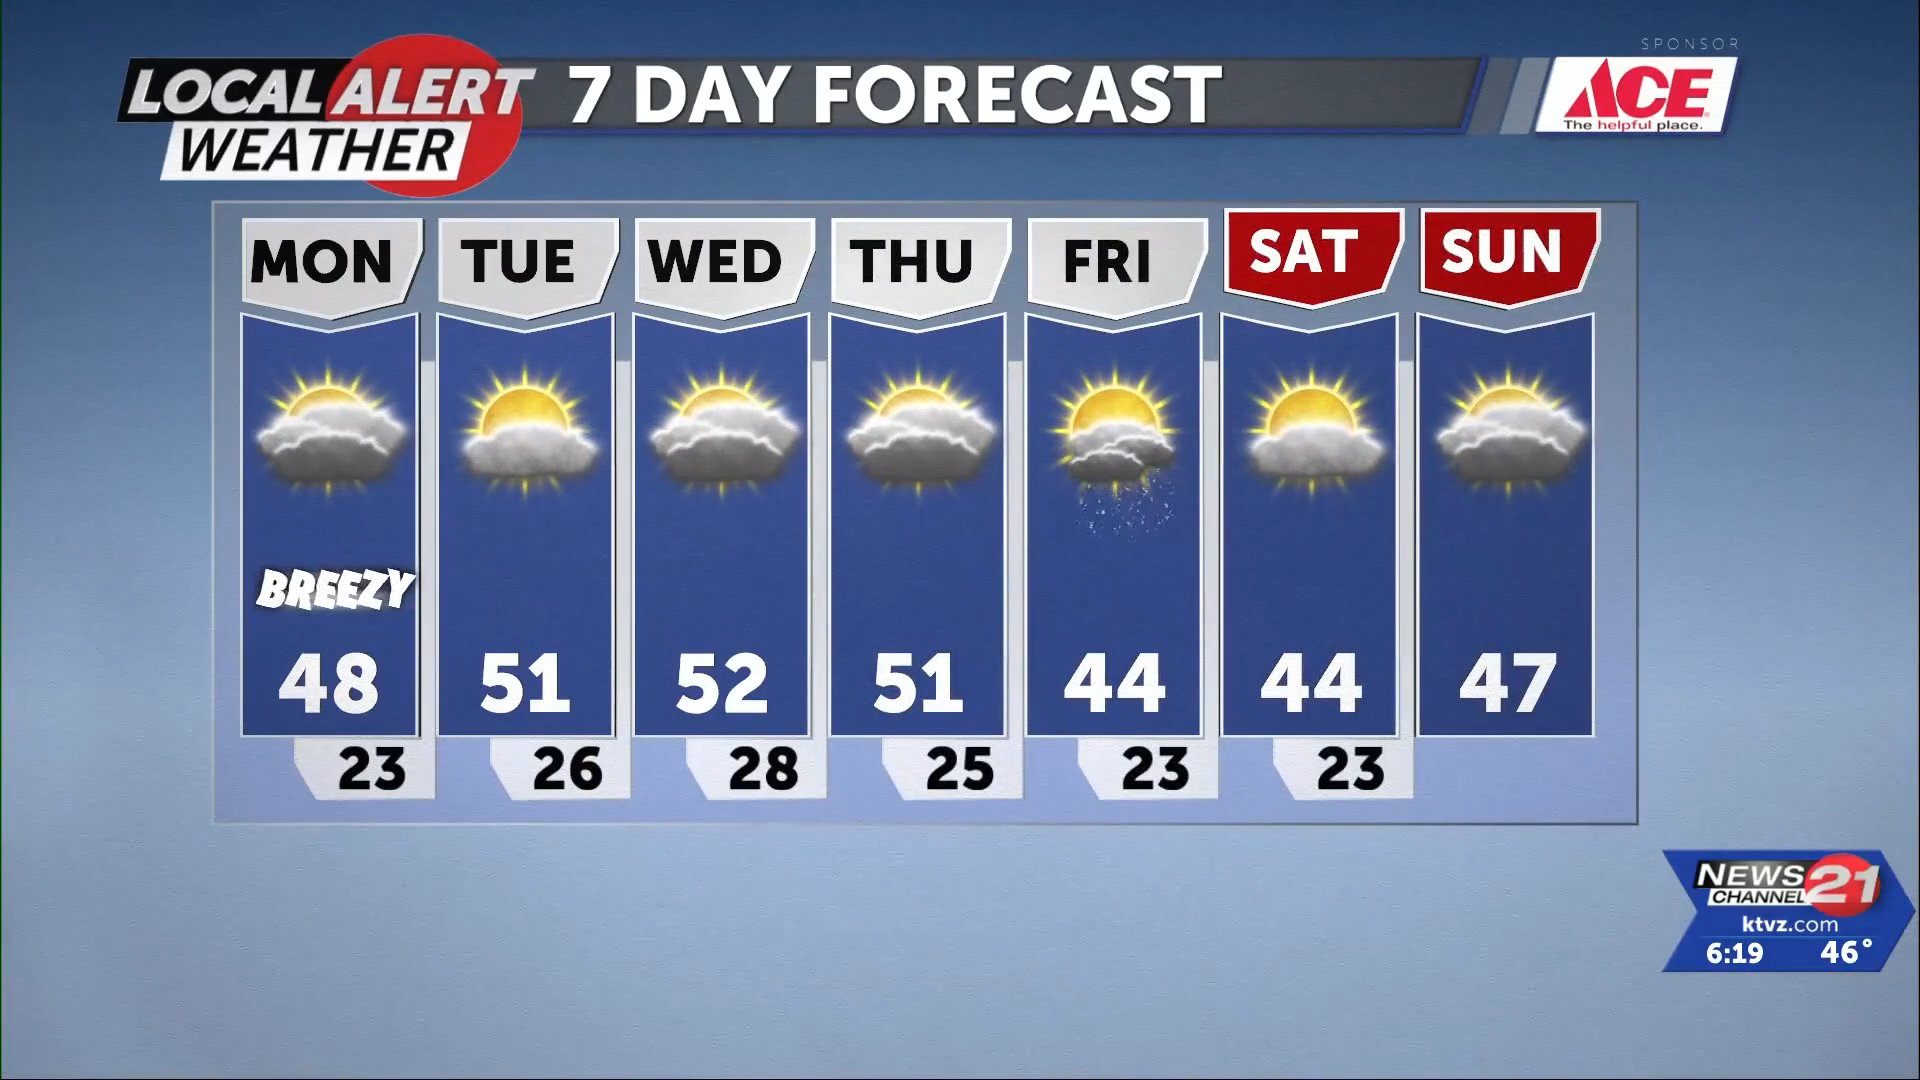 SPONSOR
LOCAL ALERT
WEATHER
7 DAY FORECAST
ACE
The helpful place.
MON TUE WED THU FRI SAT SUN
BREEZY
48 51 52 51 44 44 47
23 26 28 25 23 23
NEWS
CHANNEL 21
ktvz.com
6:19 46°